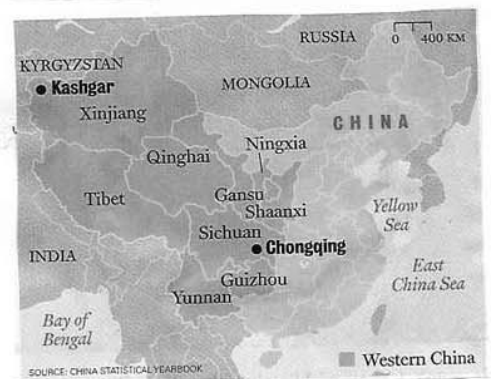 RUSSIA
0 400 KM
KYRGYZSTAN
Kashgar
MONGOLIA
Xinjiang
CHINA
Ningxia
Qinghai
Tibet
Gansu
Shaanxi
Yellow
Sea
Sichuan
Chongqing
INDIA
East
China Sea
Guizhou
Yunnan
Bay of
Bengal
Western China
SOURCE: CHINA STATISTICAL YEARBOOK